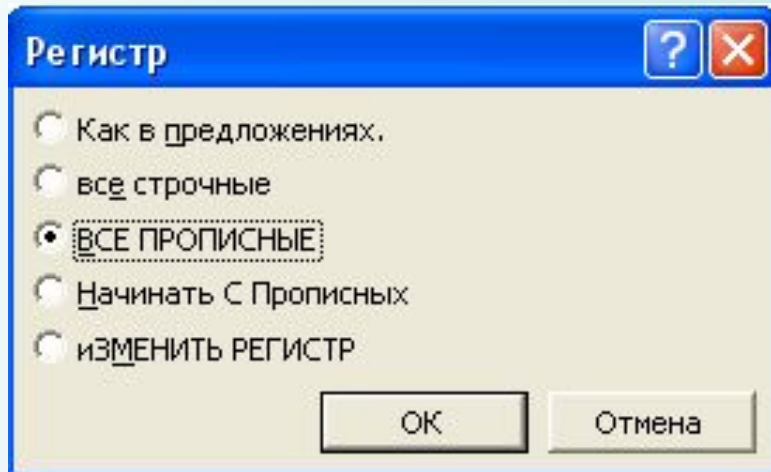 Регистр
Как в предложениях.
все строчные
ВСЕ ПРОПИСНЫЕ
Начинать С Прописных
иЗМЕНИТЬ РЕГИСТР
ОК
Отмена